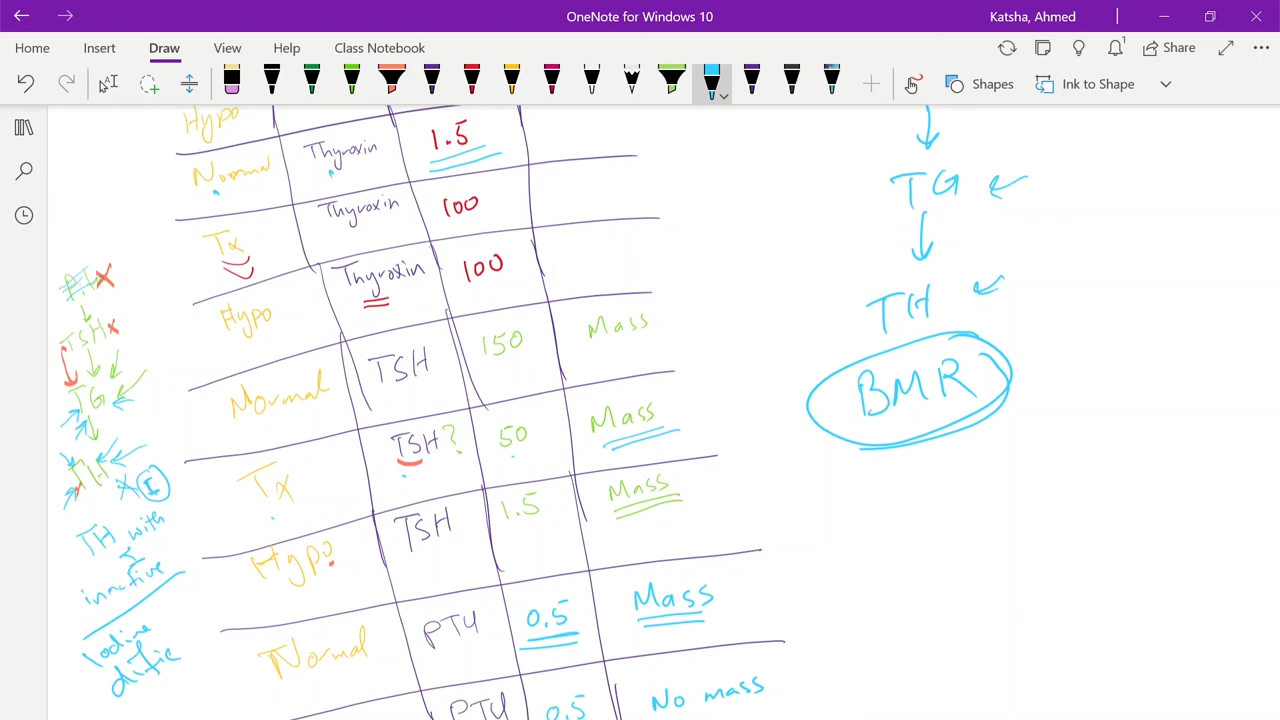 OneNote for Windows 10
Katsha, Ahmed
Home Insert Draw View Help Class Notebook
1
Share
Shapes
Ink to Shape
Hypo
Normal Thyroxin 1.5
Tx Thyroxin 100
Hypo Thyroxin 100
Normal TSH 150 Mass
Tx TSH? 50 Mass
Hypo TSH 1.5 Mass
Normal PTU 0.5 Mass
PTU 0.5 No mass
TSH X
TG
TH
X I
TH with
inactive
Iodine
TG
TH
BMR